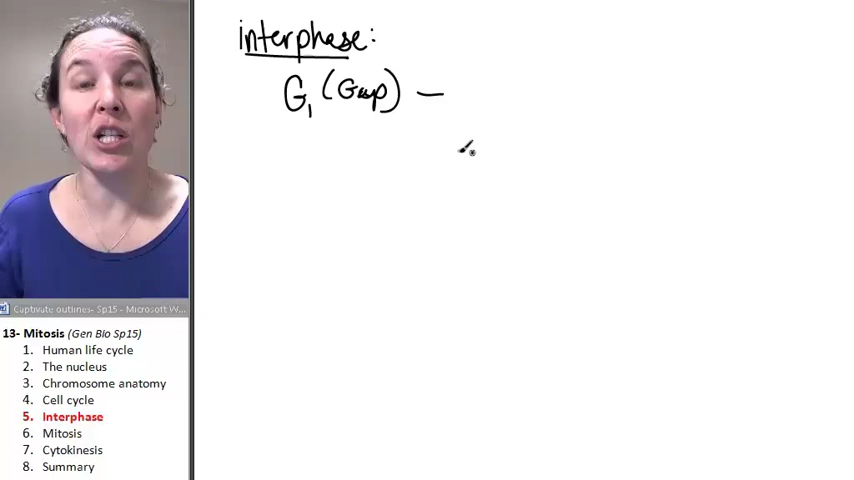 interphase:
G₁ (Gap) —
Captivate outlines- Sp15 - Microsoft W...
13- Mitosis (Gen Bio Sp15)
1. Human life cycle
2. The nucleus
3. Chromosome anatomy
4. Cell cycle
5. Interphase
6. Mitosis
7. Cytokinesis
8. Summary